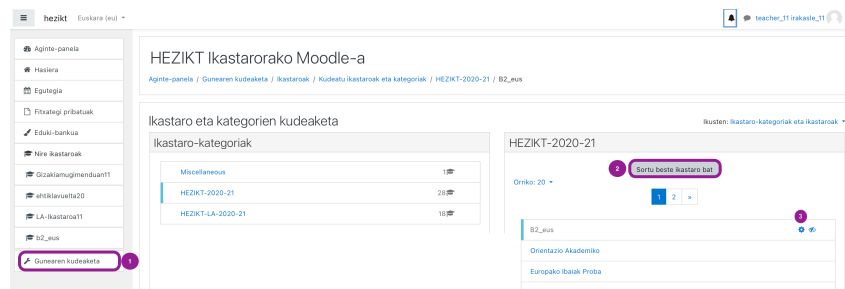 hezikt Euskara (eu) teacher_11 irakasle_11
Aginte-panela
Hasiera
Egutegia
Fitxategi pribatuak
Eduki-bankua
Nire ikastaroak
Gizakiamugimenduan11
ehtiklavuelta20
LA-Ikastaroa11
b2_eus
Gunearen kudeaketa
1
HEZIKT Ikastarorako Moodle-a
Aginte-panela / Gunearen kudeaketa / Ikastaroak / Kudeatu ikastaroak eta kategoriak / HEZIKT-2020-21 / B2_eus
Ikastaro eta kategorien kudeaketa
Ikusten: Ikastaro-kategoriak eta ikastaroak
Ikastaro-kategoriak
Miscellaneous 1
HEZIKT-2020-21 28
HEZIKT-LA-2020-21 18
HEZIKT-2020-21
2 Sortu beste ikastaro bat
Orriko: 20
1 2 »
3
B2_eus
Orientazio Akademiko
Europako Ibaiak Proba